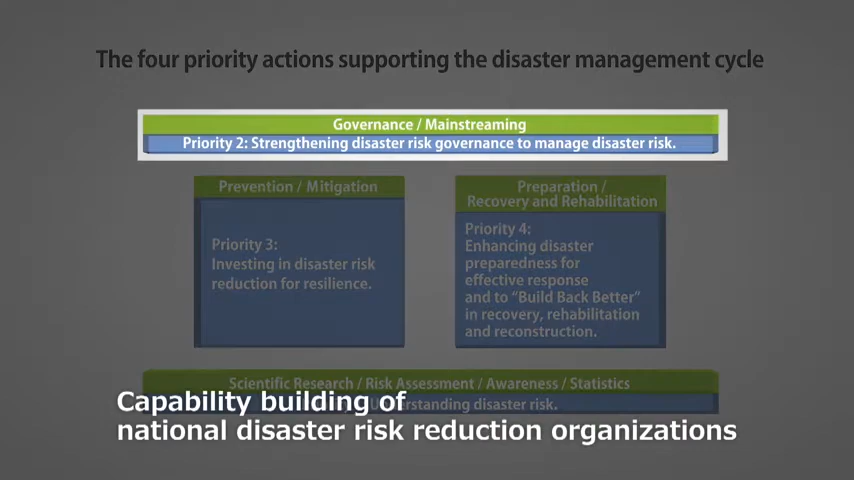 The four priority actions supporting the disaster management cycle
Governance / Mainstreaming
Priority 2: Strengthening disaster risk governance to manage disaster risk.
Prevention / Mitigation
Priority 3:
Investing in disaster risk
reduction for resilience.
Preparation /
Recovery and Rehabilitation
Priority 4:
Enhancing disaster
preparedness for
effective response
and to “Build Back Better”
in recovery, rehabilitation
and reconstruction.
Scientific Research / Risk Assessment / Awareness / Statistics
Understanding disaster risk.
Capability building of
national disaster risk reduction organizations